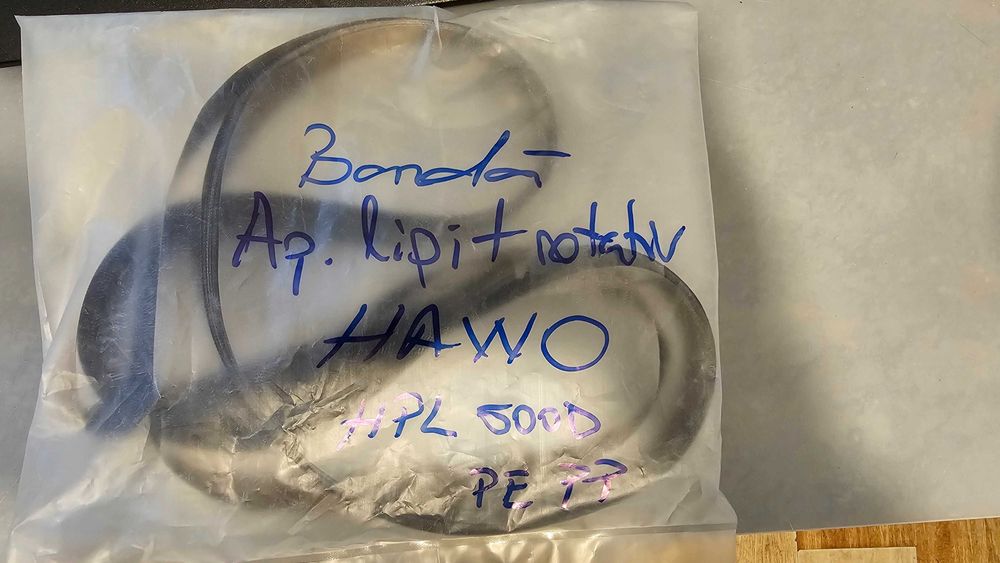 Bandă
Ap. lipit rotativ
HAWO
HPL 500D
PE PP